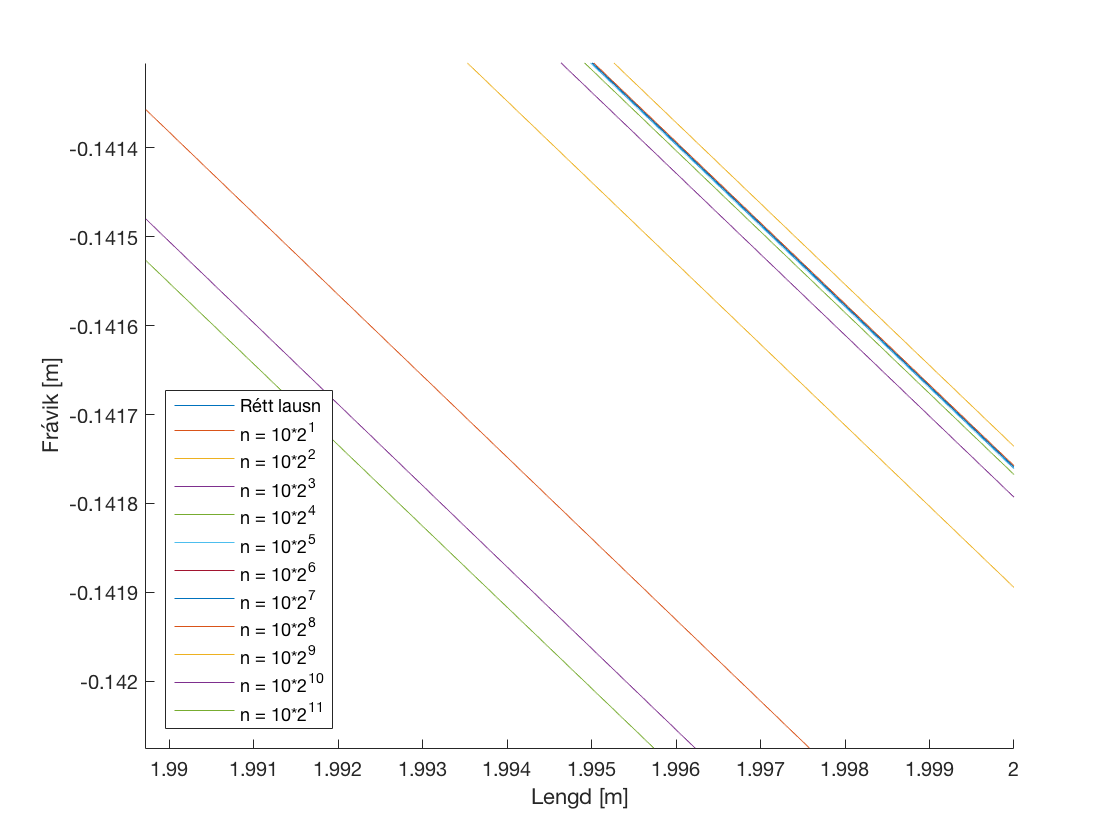 -0.1414
-0.1415
-0.1416
-0.1417
-0.1418
-0.1419
-0.142
Frávik [m]
Rétt lausn
n = 10*2^1
n = 10*2^2
n = 10*2^3
n = 10*2^4
n = 10*2^5
n = 10*2^6
n = 10*2^7
n = 10*2^8
n = 10*2^9
n = 10*2^10
n = 10*2^11
1.99 1.991 1.992 1.993 1.994 1.995 1.996 1.997 1.998 1.999 2
Lengd [m]